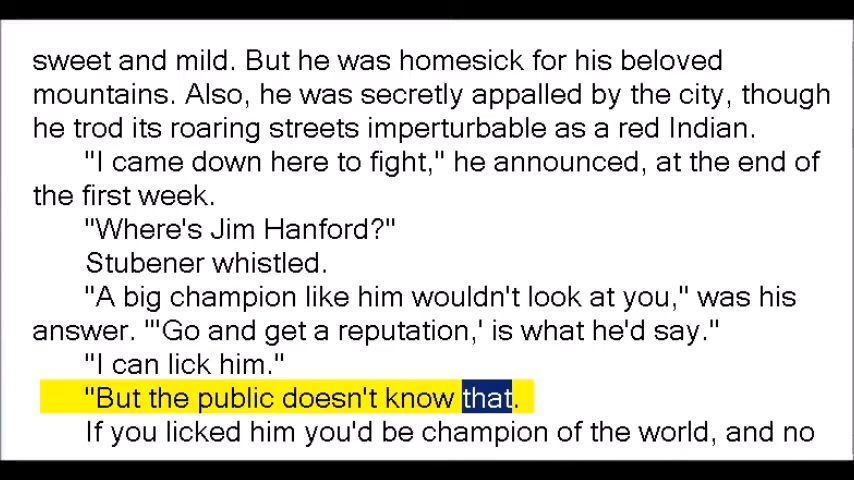 sweet and mild. But he was homesick for his beloved
mountains. Also, he was secretly appalled by the city, though
he trod its roaring streets imperturbable as a red Indian.
"I came down here to fight," he announced, at the end of
the first week.
"Where's Jim Hanford?"
Stubener whistled.
"A big champion like him wouldn't look at you," was his
answer. "'Go and get a reputation,' is what he'd say."
"I can lick him."
"But the public doesn't know that.
If you licked him you'd be champion of the world, and no